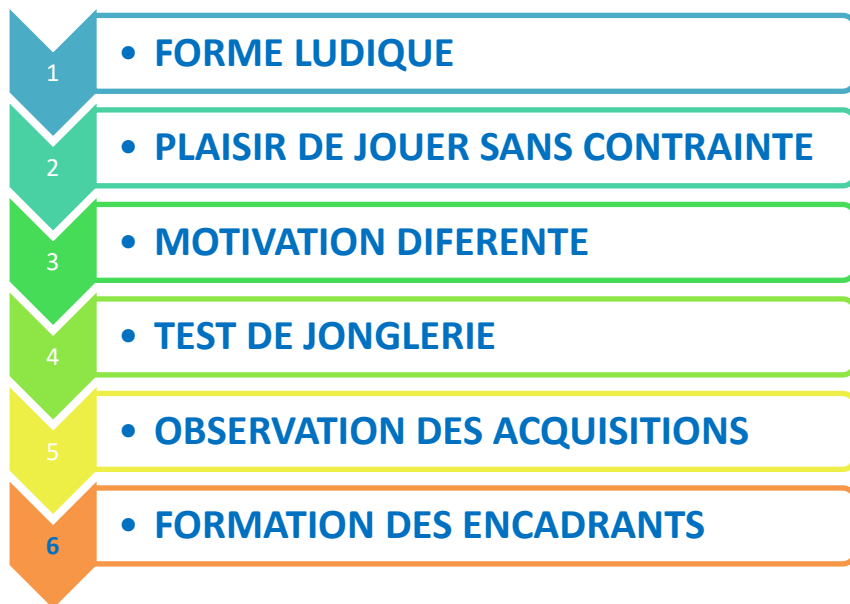 1 • FORME LUDIQUE
2 • PLAISIR DE JOUER SANS CONTRAINTE
3 • MOTIVATION DIFERENTE
4 • TEST DE JONGLERIE
5 • OBSERVATION DES ACQUISITIONS
6 • FORMATION DES ENCADRANTS